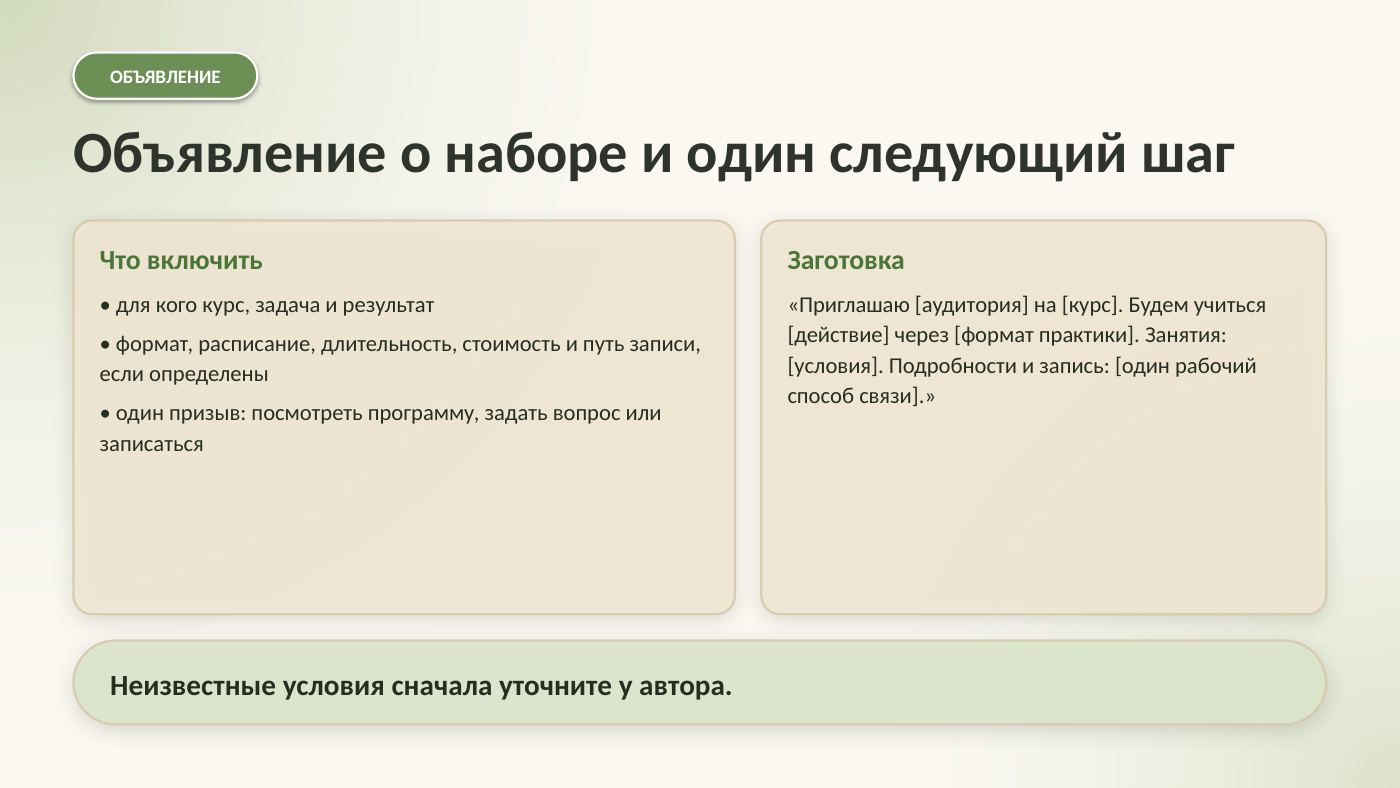 ОБЪЯВЛЕНИЕ
Объявление о наборе и один следующий шаг
Что включить
• для кого курс, задача и результат
• формат, расписание, длительность, стоимость и путь записи,
если определены
• один призыв: посмотреть программу, задать вопрос или
записаться
Заготовка
«Приглашаю [аудитория] на [курс]. Будем учиться
[действие] через [формат практики]. Занятия:
[условия]. Подробности и запись: [один рабочий
способ связи].»
Неизвестные условия сначала уточните у автора.